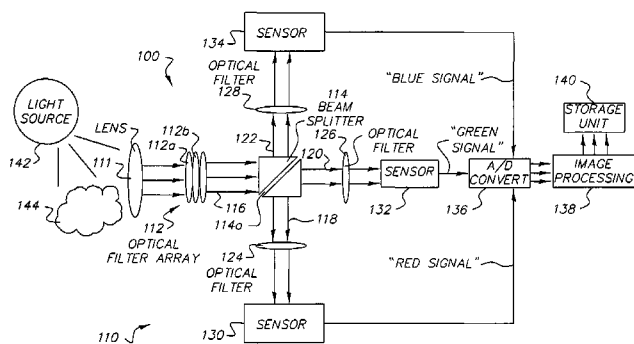 SENSOR
134
100
OPTICAL
FILTER
128
114
BEAM
SPLITTER
"BLUE SIGNAL"
140
STORAGE
UNIT
LIGHT
SOURCE
142
LENS
111
112a
112b
122
126
120
OPTICAL
FILTER
"GREEN
SIGNAL"
SENSOR
132
A/D
CONVERT
136
IMAGE
PROCESSING
138
144
116
114a
118
112
OPTICAL
FILTER ARRAY
124
OPTICAL
FILTER
"RED SIGNAL"
110
130
SENSOR